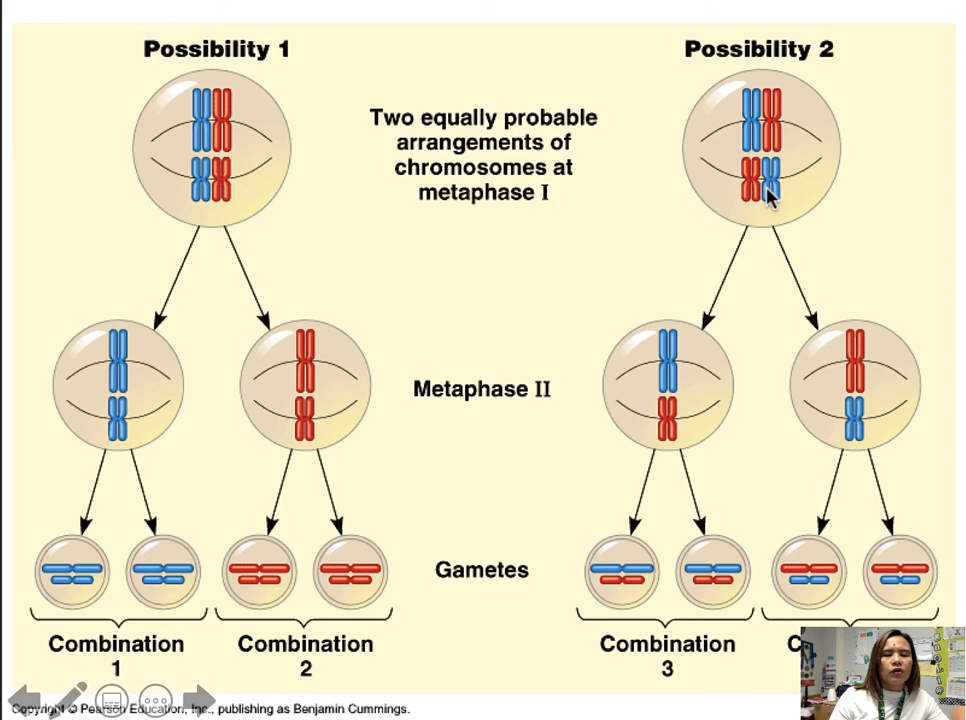 Possibility 1
Possibility 2
Two equally probable
arrangements of
chromosomes at
metaphase I
Metaphase II
Gametes
Combination
1
Combination
2
Combination
3
C
Copyright © Pearson Education, Inc., publishing as Benjamin Cummings.